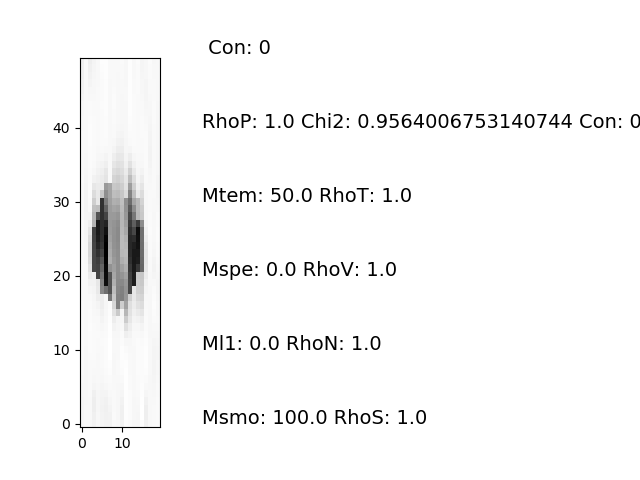 Con: 0
RhoP: 1.0 Chi2: 0.9564006753140744 Con: 0
Mtem: 50.0 RhoT: 1.0
Mspe: 0.0 RhoV: 1.0
Ml1: 0.0 RhoN: 1.0
Msmo: 100.0 RhoS: 1.0
40
30
20
10
0
0 10